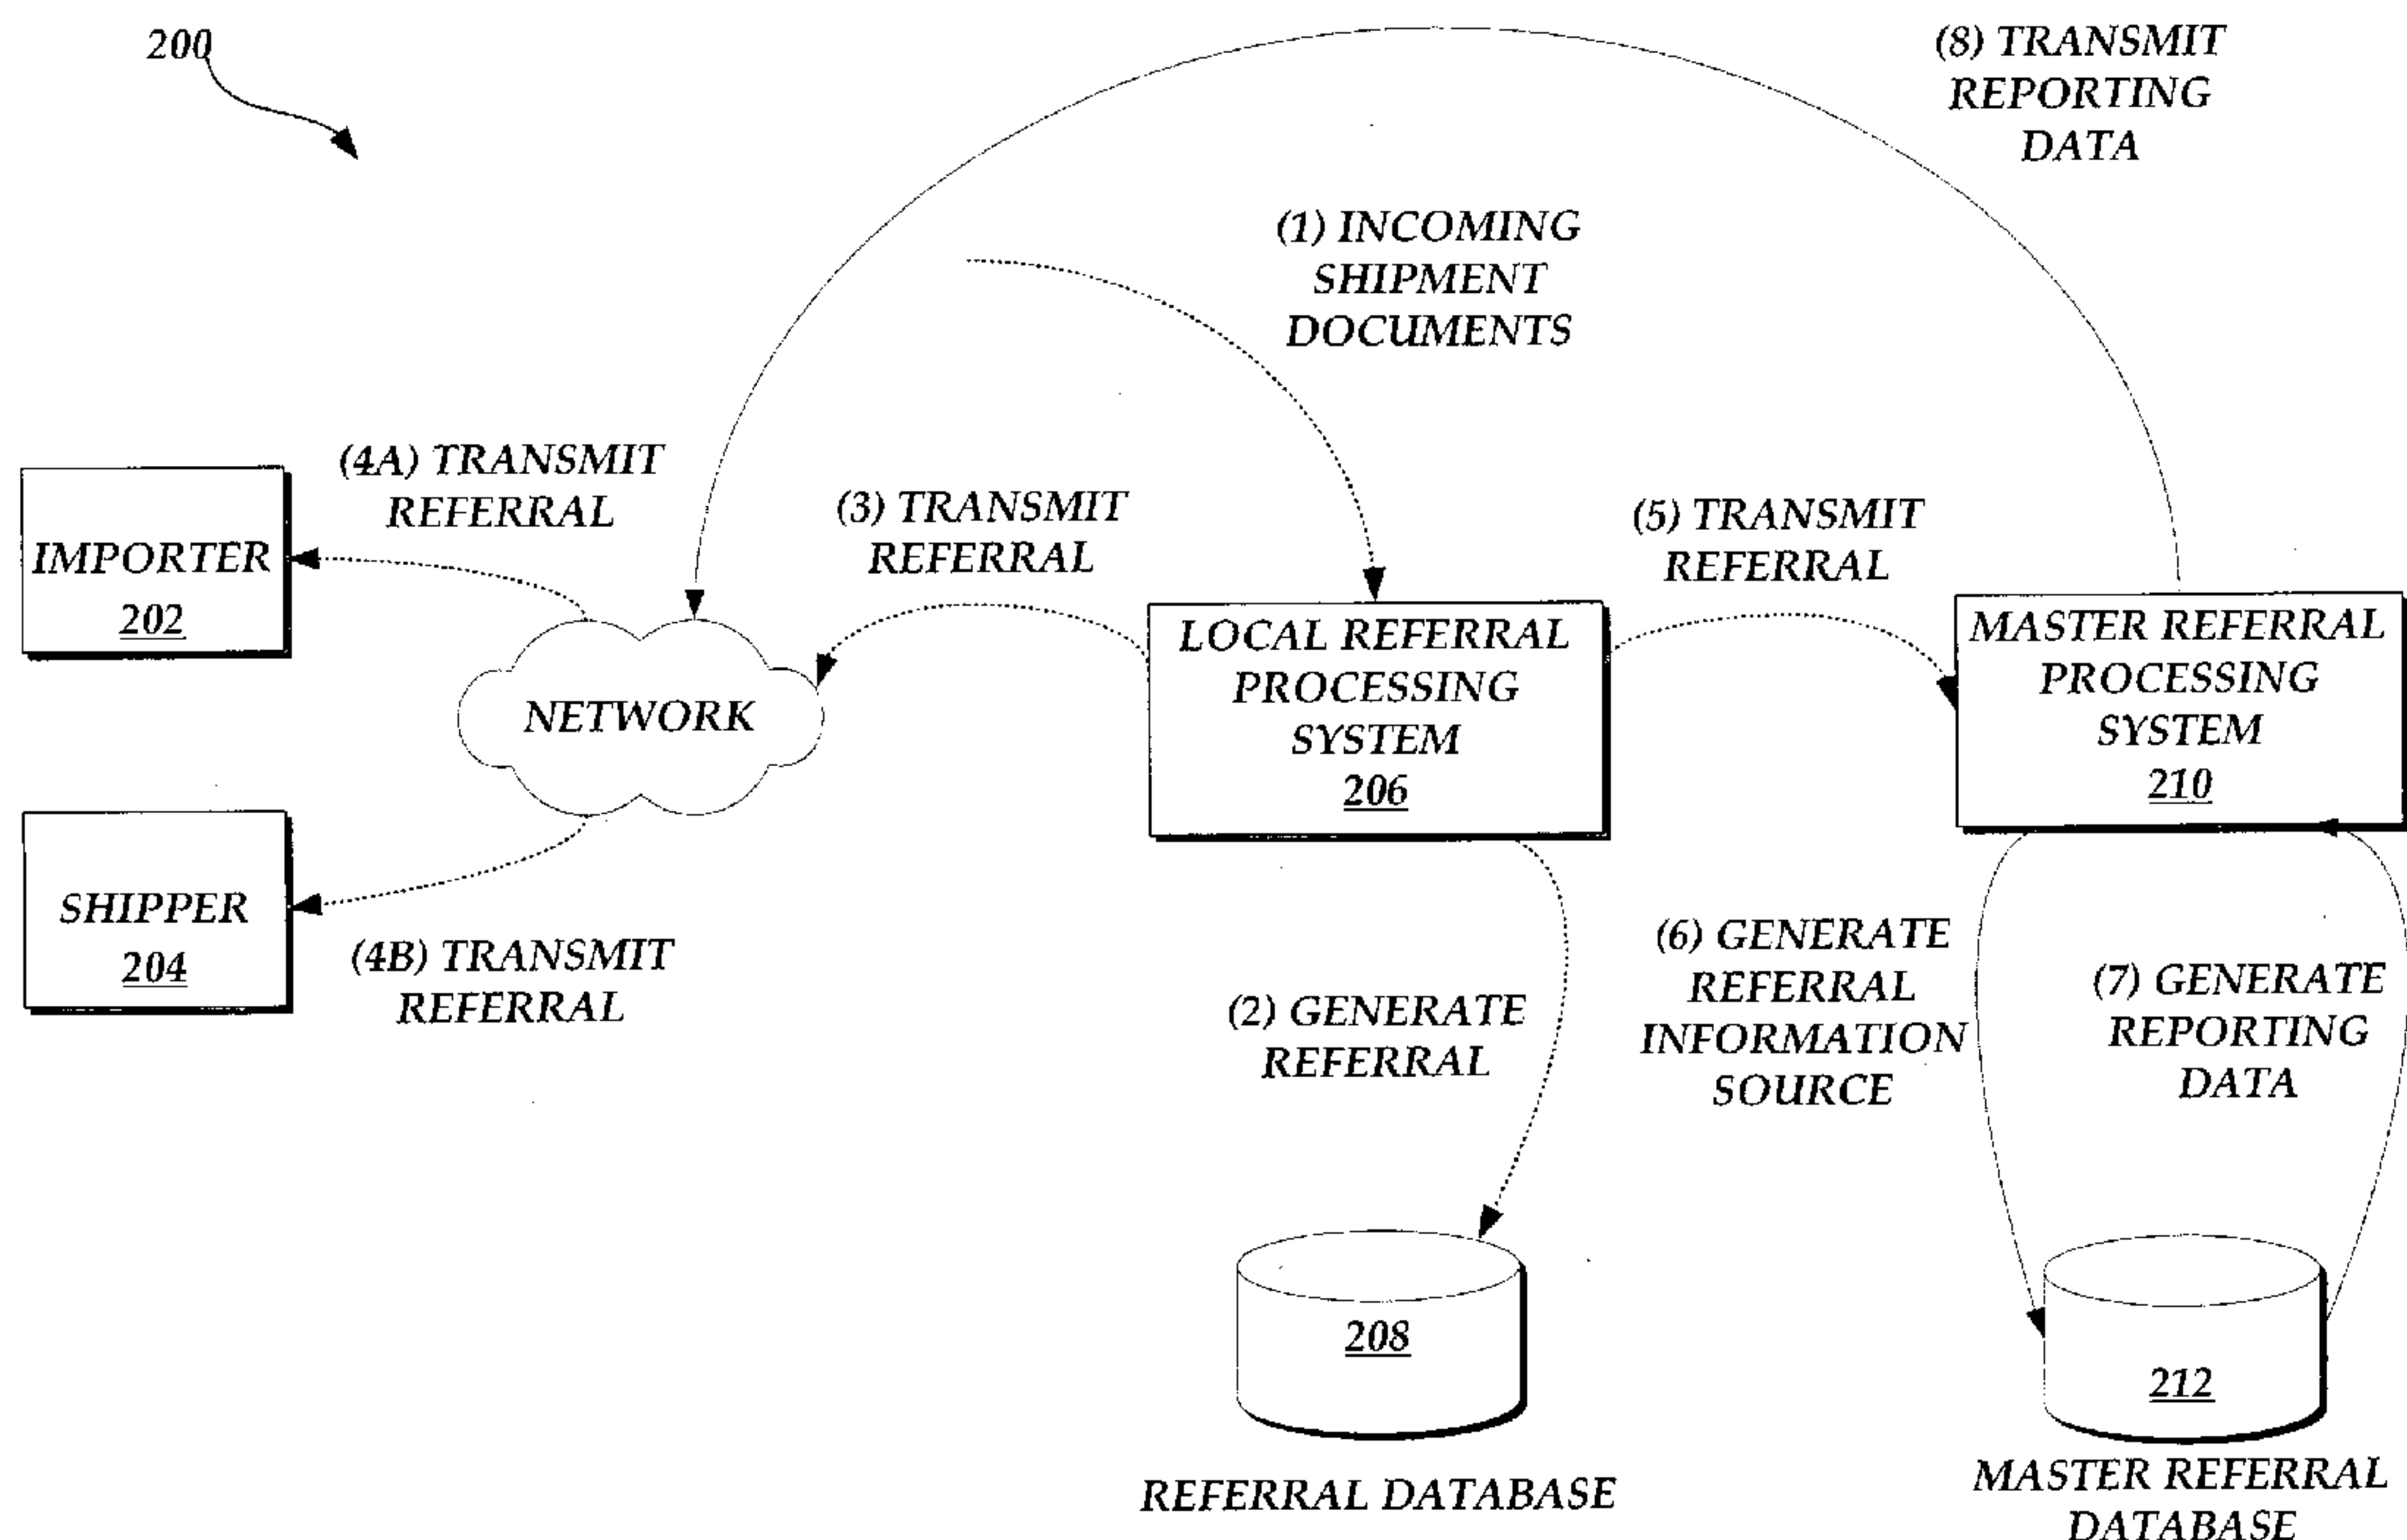 200
(8) TRANSMIT
REPORTING
DATA
(1) INCOMING
SHIPMENT
DOCUMENTS
(4A) TRANSMIT
REFERRAL
(3) TRANSMIT
REFERRAL
(5) TRANSMIT
REFERRAL
IMPORTER
202
NETWORK
LOCAL REFERRAL
PROCESSING
SYSTEM
206
MASTER REFERRAL
PROCESSING
SYSTEM
210
SHIPPER
204
(4B) TRANSMIT
REFERRAL
(2) GENERATE
REFERRAL
(6) GENERATE
REFERRAL
INFORMATION
SOURCE
(7) GENERATE
REPORTING
DATA
208
REFERRAL DATABASE
212
MASTER REFERRAL
DATABASE